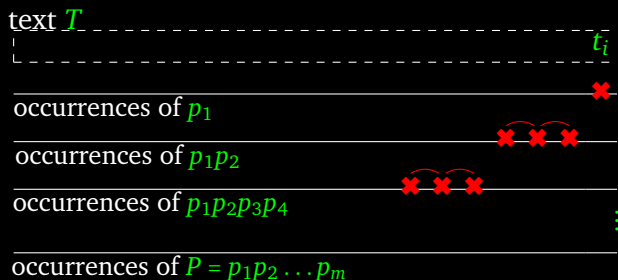 text T
t_i
occurrences of p_1
occurrences of p_1p_2
occurrences of p_1p_2p_3p_4
⋮
occurrences of P = p_1p_2 … p_m